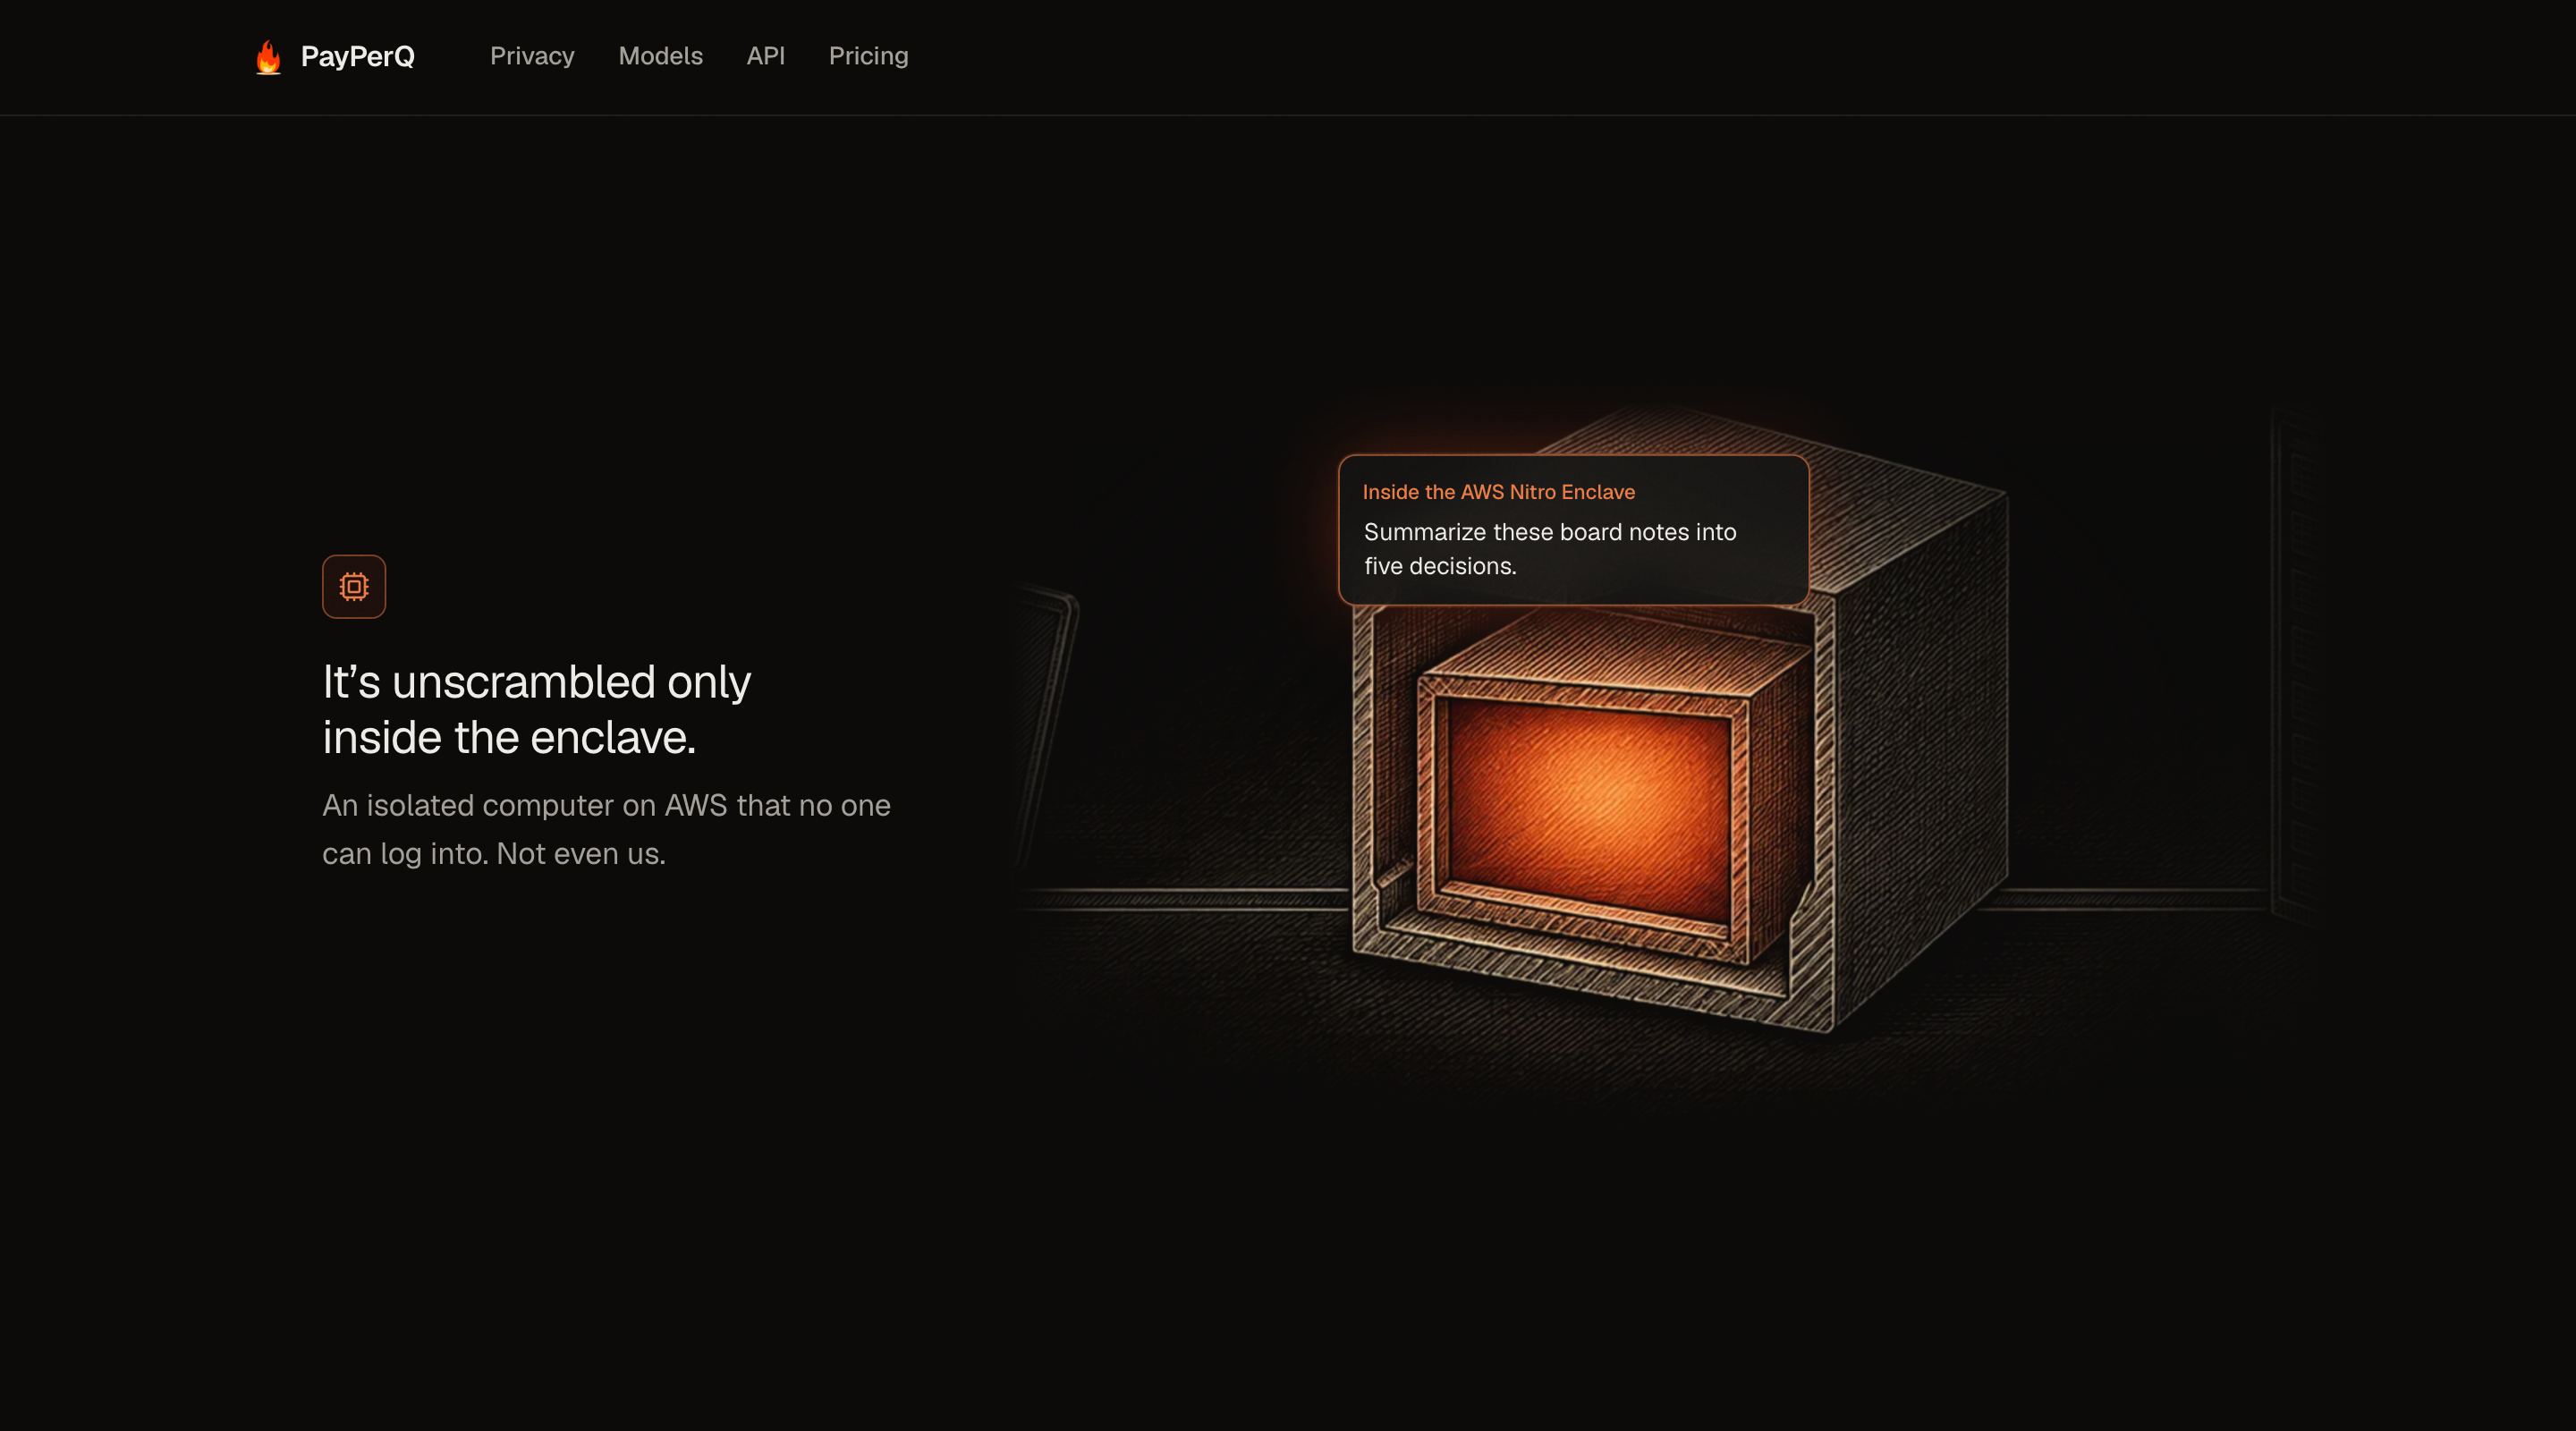 PayPerQ
Privacy
Models
API
Pricing
Inside the AWS Nitro Enclave
Summarize these board notes into
five decisions.
It’s unscrambled only
inside the enclave.
An isolated computer on AWS that no one
can log into. Not even us.